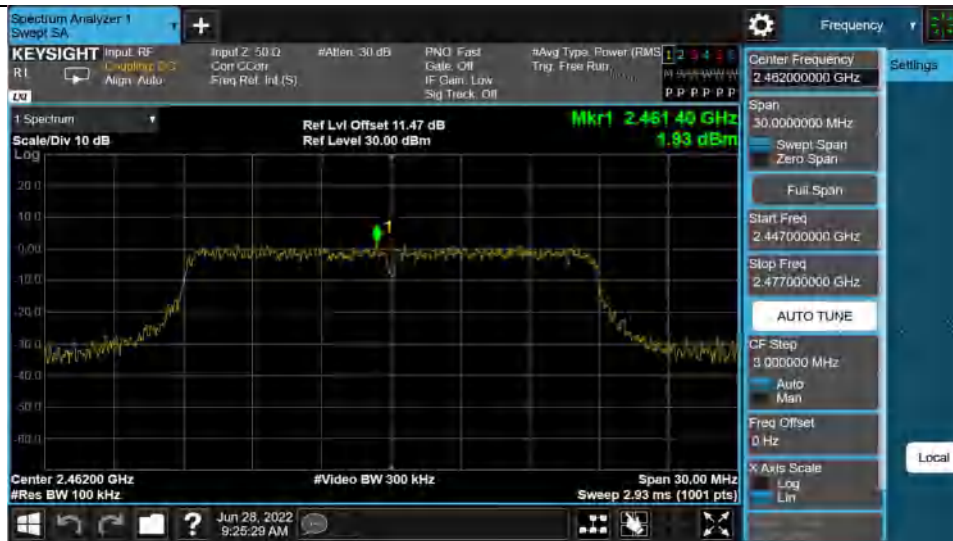 Spectrum Analyzer 1
Swept SA
Frequency
KEYSIGHT
Input: RF
Coupling: DC
Align: Auto
Input Z: 50 Ω
Corr CCorr
Freq Ref: Int (S)
#Atten: 30 dB
PNO: Fast
Gate: Off
IF Gain: Low
Sig Track: Off
#Avg Type: Power (RMS
Trig: Free Run
1 2 3 4 5 6
P P P P P P
LXI
Center Frequency
2.462000000 GHz
Settings
Span
30.0000000 MHz
Swept Span
Zero Span
Full Span
Start Freq
2.447000000 GHz
Stop Freq
2.477000000 GHz
AUTO TUNE
CF Step
3.000000 MHz
Auto
Man
Freq Offset
0 Hz
X Axis Scale
Log
Lin
Local
1 Spectrum
Scale/Div 10 dB
Ref Lvl Offset 11.47 dB
Ref Level 30.00 dBm
Mkr1 2.461 40 GHz
1.93 dBm
Log
20.0
10.0
0.00
-10.0
-20.0
-30.0
-40.0
-50.0
-60.0
1
Center 2.46200 GHz
#Res BW 100 kHz
#Video BW 300 kHz
Span 30.00 MHz
Sweep 2.93 ms (1001 pts)
?
Jun 28, 2022
9:25:29 AM